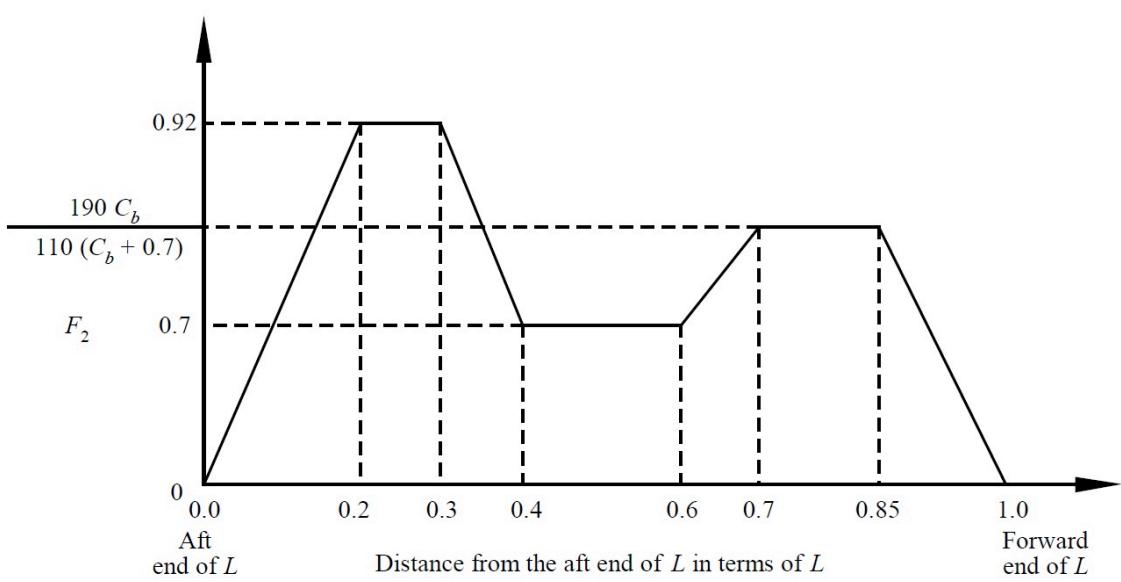 0.92
190 C_b
110 (C_b + 0.7)
F_2 0.7
0
0.0 0.2 0.3 0.4 0.6 0.7 0.85 1.0
Aft
end of L
Distance from the aft end of L in terms of L
Forward
end of L